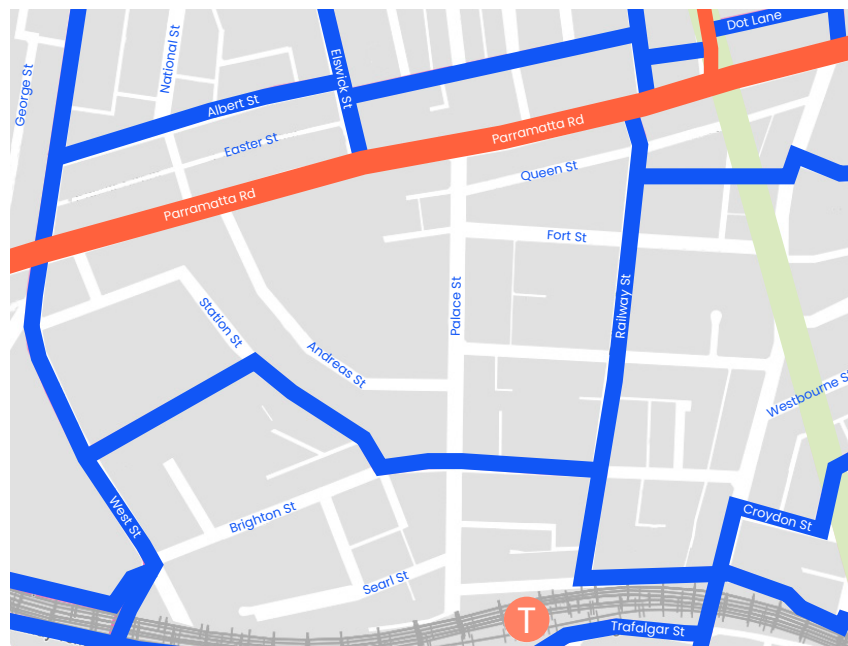 Dot Lane
George St
National St
Elswick St
Albert St
Parramatta Rd
Easter St
Queen St
Parramatta Rd
Fort St
Railway St
Palace St
Station St
Andreas St
Westbourne S
West St
Brighton St
Croydon St
Searl St
T
Trafalgar St